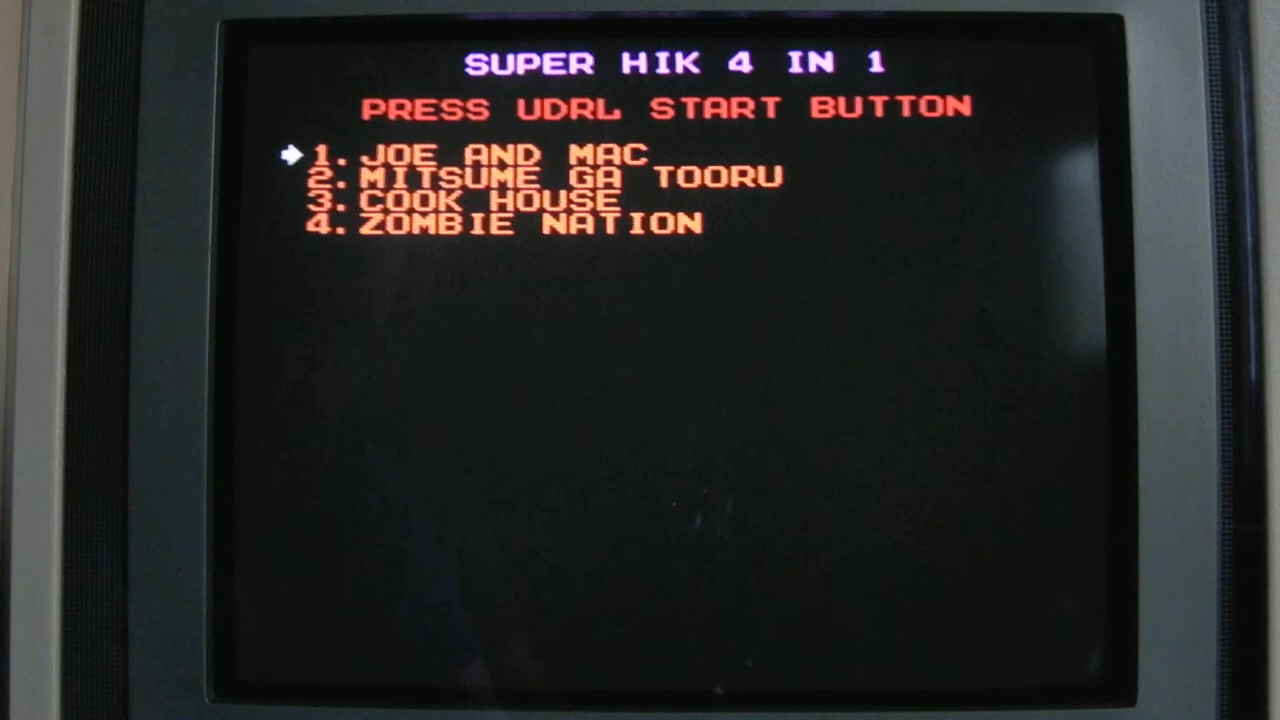 SUPER HIK 4 IN 1
PRESS UDRL START BUTTON
1. JOE AND MAC
2. MITSUME GA TOORU
3. COOK HOUSE
4. ZOMBIE NATION